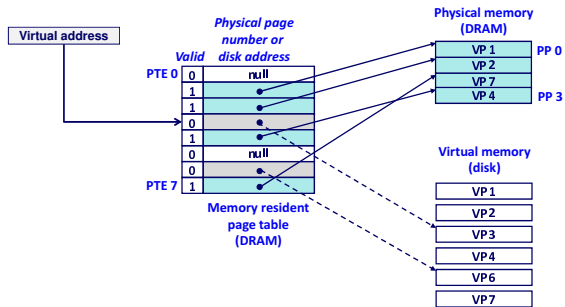 Virtual address
Physical page
number or
disk address
Valid
PTE 0
0
null
1
1
0
1
0
null
0
PTE 7
1
Memory resident
page table
(DRAM)
Physical memory
(DRAM)
VP 1
PP 0
VP 2
VP 7
VP 4
PP 3
Virtual memory
(disk)
VP 1
VP 2
VP 3
VP 4
VP 6
VP 7